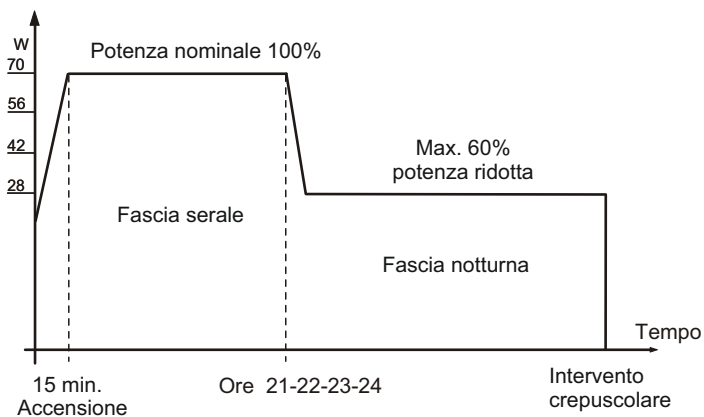 W
Potenza nominale 100%
70
56
42
28
Max. 60%
potenza ridotta
Fascia serale
Fascia notturna
Tempo
15 min.
Accensione
Ore 21-22-23-24
Intervento
crepuscolare